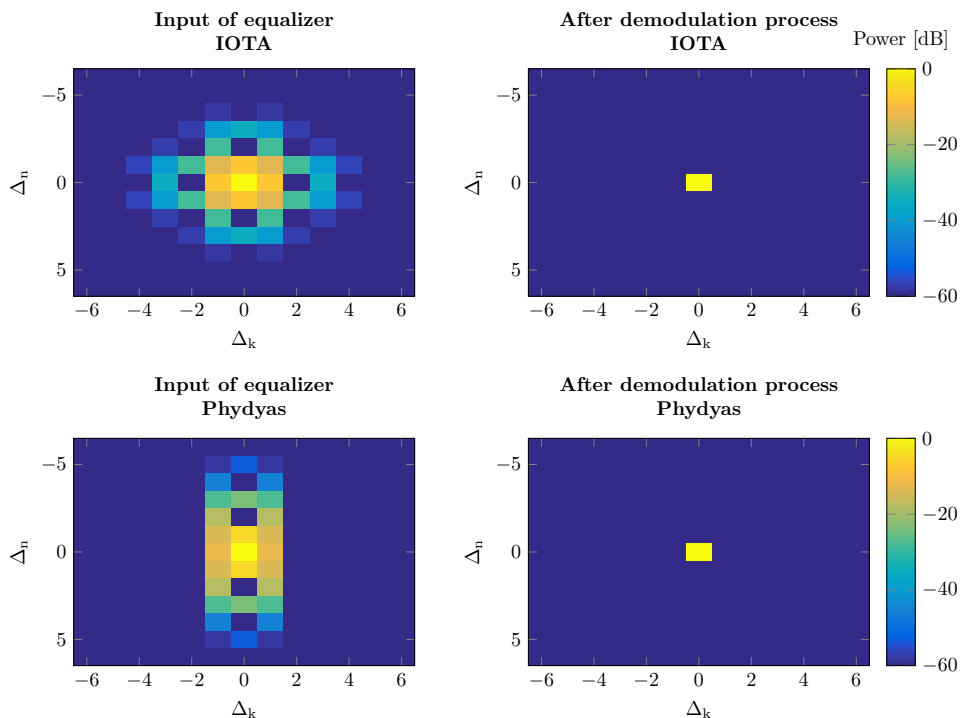 Input of equalizer
IOTA
After demodulation process
IOTA
Power [dB]
−5
0
5
Δn
−6 −4 −2 0 2 4 6
Δk
−5
0
5
Δn
−6 −4 −2 0 2 4 6
Δk
0
−20
−40
−60
Input of equalizer
Phydyas
After demodulation process
Phydyas
−5
0
5
Δn
−6 −4 −2 0 2 4 6
Δk
−5
0
5
Δn
−6 −4 −2 0 2 4 6
Δk
0
−20
−40
−60